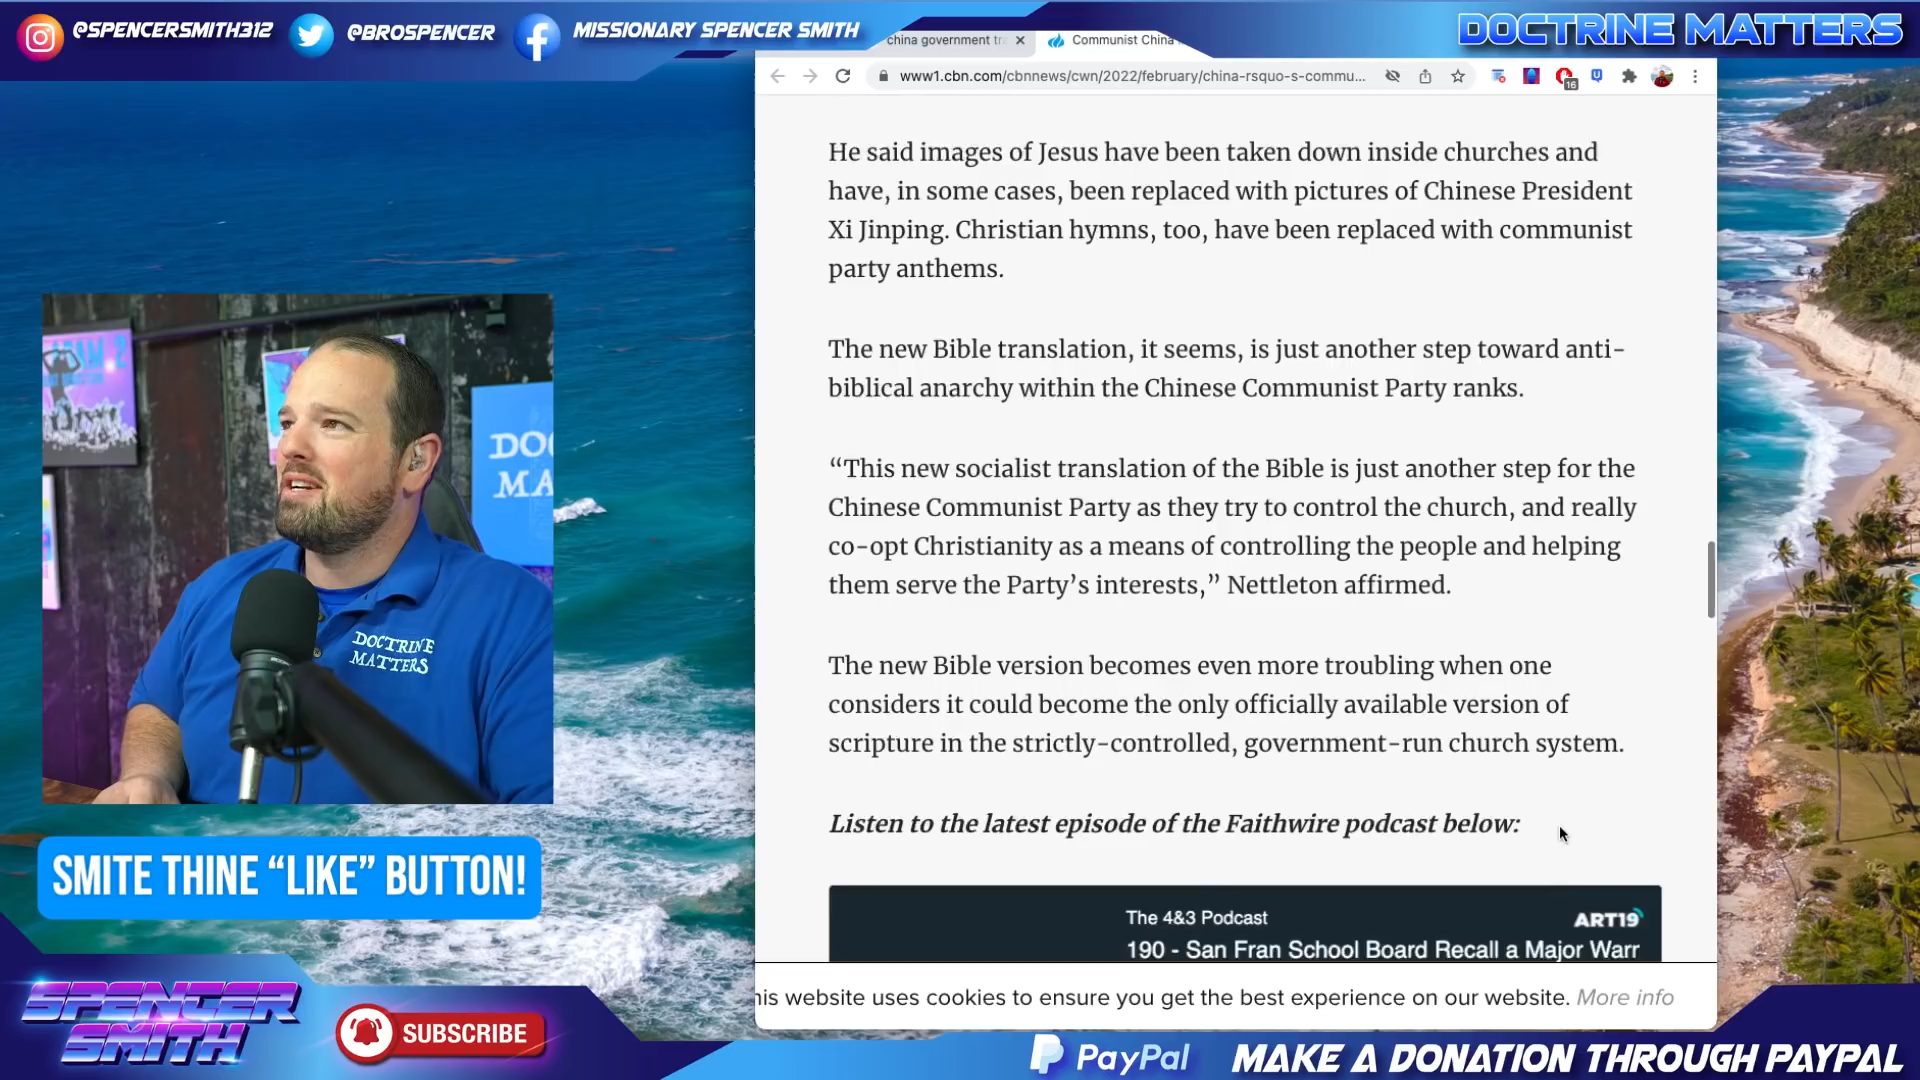 @SPENCERSMITH312
@BROSPENCER
MISSIONARY SPENCER SMITH
DOCTRINE MATTERS
china government tr
Communist China
www1.cbn.com/cbnnews/cwn/2022/february/china-rsquo-s-commu...
16
He said images of Jesus have been taken down inside churches and
have, in some cases, been replaced with pictures of Chinese President
Xi Jinping. Christian hymns, too, have been replaced with communist
party anthems.
The new Bible translation, it seems, is just another step toward anti-
biblical anarchy within the Chinese Communist Party ranks.
“This new socialist translation of the Bible is just another step for the
Chinese Communist Party as they try to control the church, and really
co-opt Christianity as a means of controlling the people and helping
them serve the Party’s interests,” Nettleton affirmed.
The new Bible version becomes even more troubling when one
considers it could become the only officially available version of
scripture in the strictly-controlled, government-run church system.
Listen to the latest episode of the Faithwire podcast below:
The 4&3 Podcast
ART19
190 - San Fran School Board Recall a Major Warr
his website uses cookies to ensure you get the best experience on our website. More info
DO
MA
DOCTRINE
MATTERS
SMITE THINE “LIKE” BUTTON!
SPENCER
SMITH
SUBSCRIBE
PayPal
MAKE A DONATION THROUGH PAYPAL